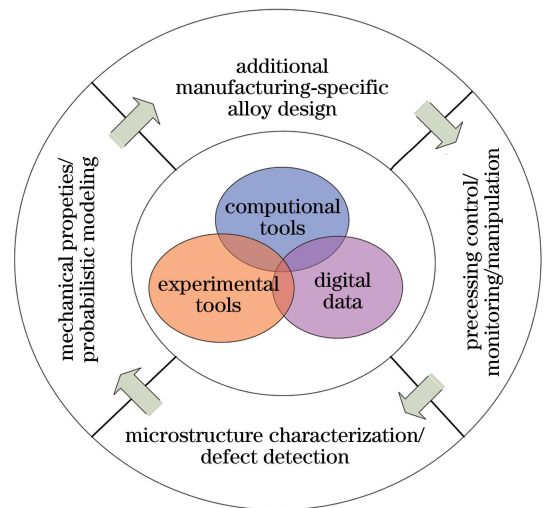 additional
manufacturing-specific
alloy design
precessing control/
monitoring/manipulation
microstructure characterization/
defect detection
mechanical propeties/
probabilistic modeling
computional
tools
experimental
tools
digital
data